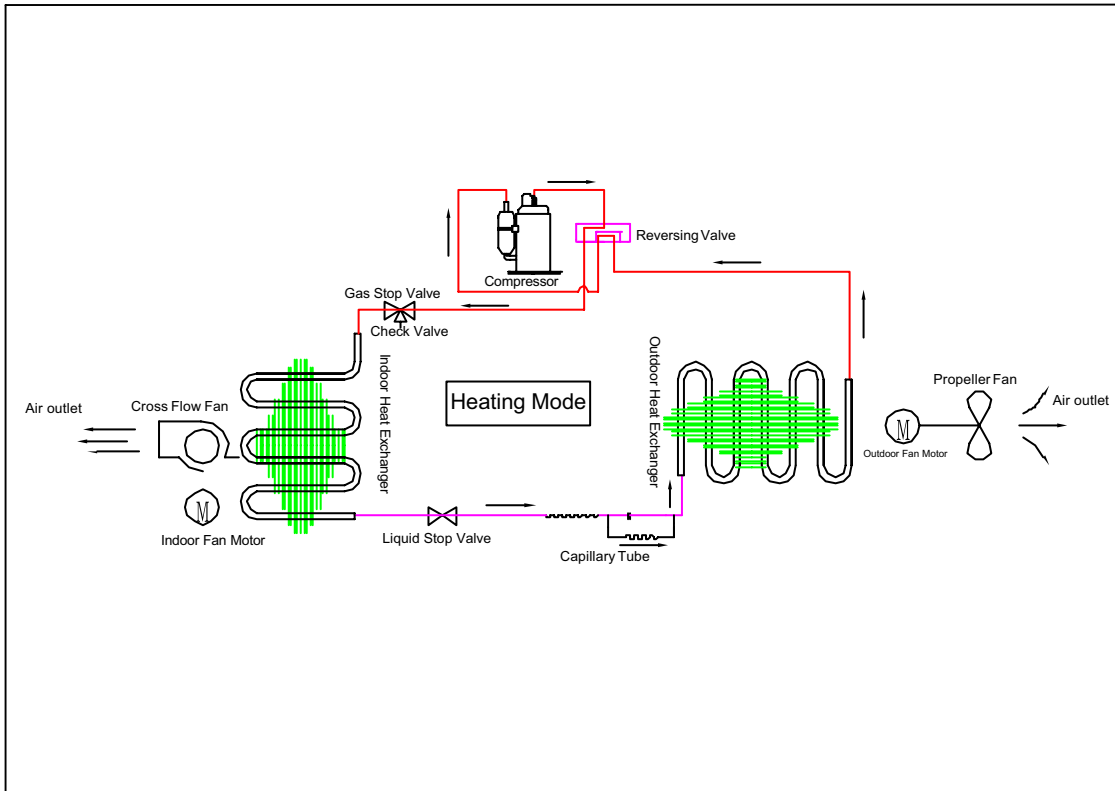 Reversing Valve
Compressor
Gas Stop Valve
Check Valve
Indoor Heat Exchanger
Outdoor Heat Exchanger
Heating Mode
Air outlet
Cross Flow Fan
M
Indoor Fan Motor
Liquid Stop Valve
Capillary Tube
Propeller Fan
Air outlet
M
Outdoor Fan Motor